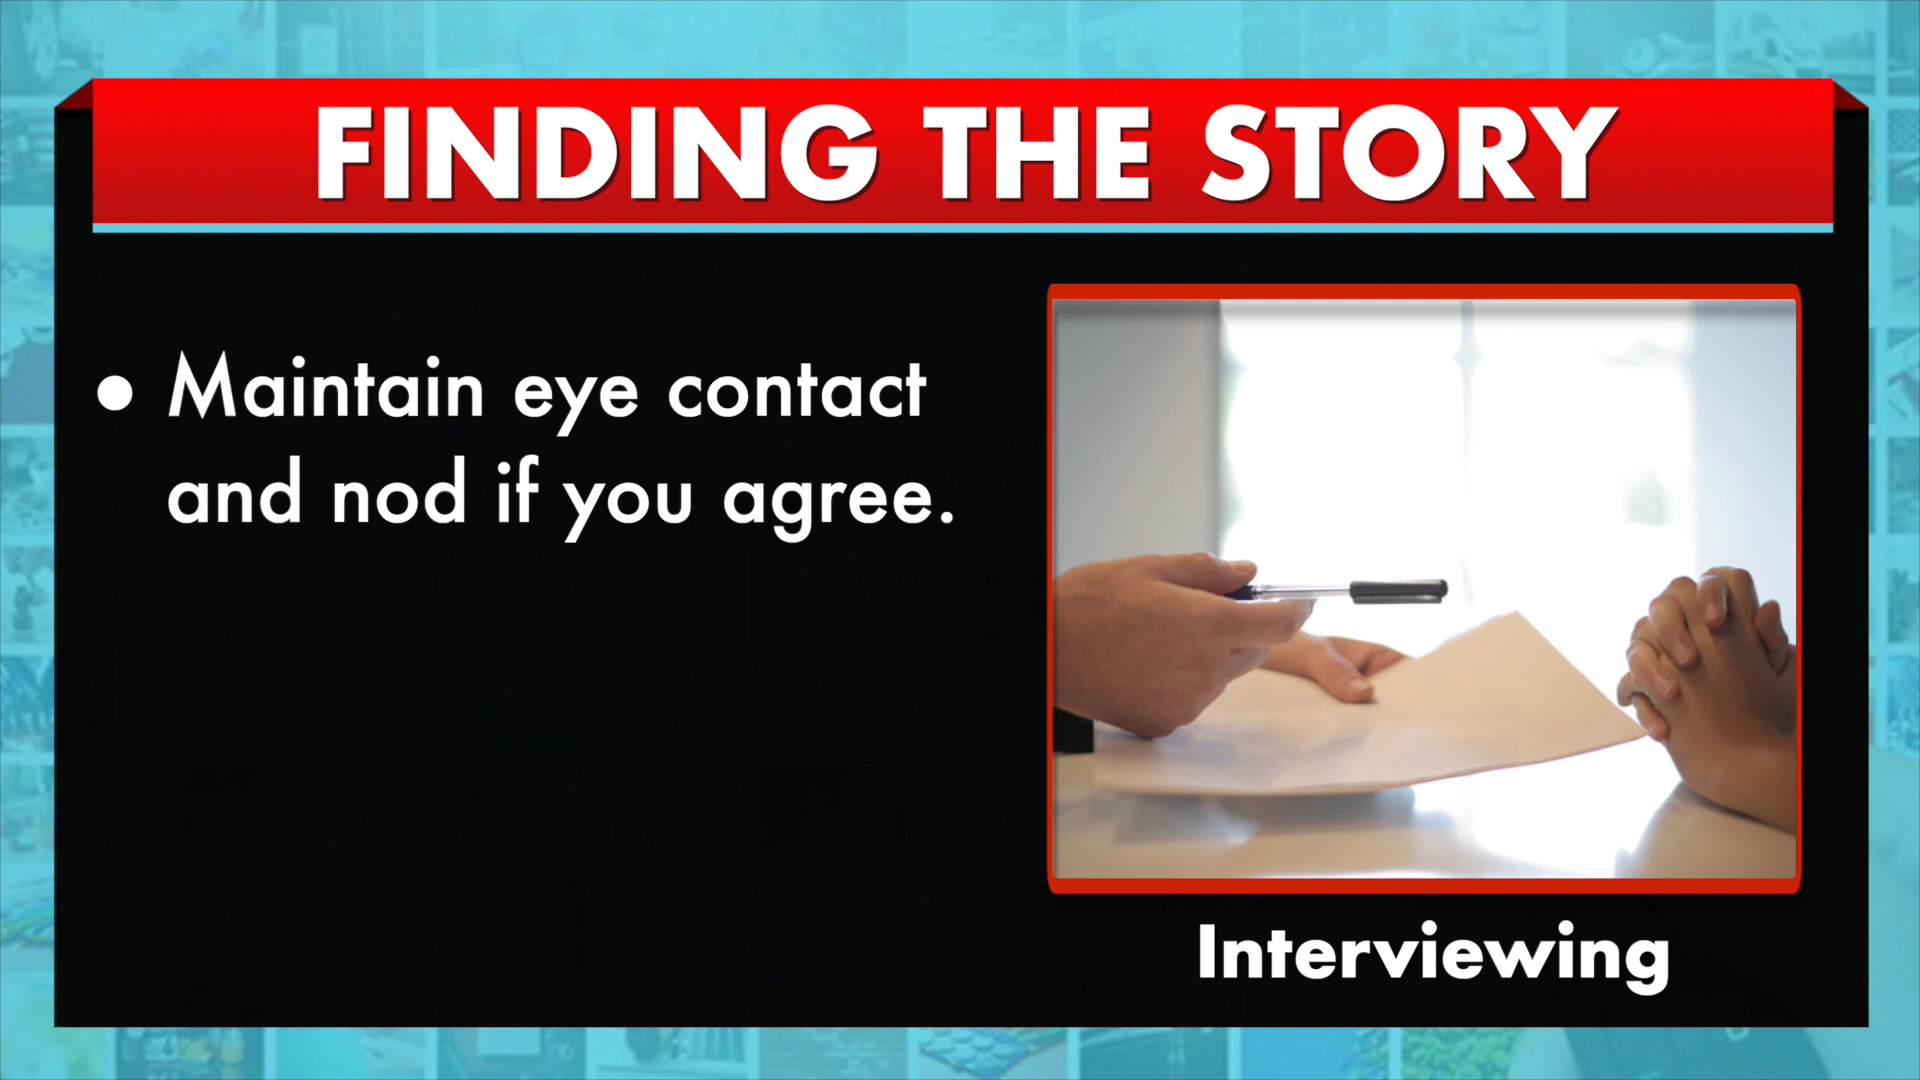 FINDING THE STORY
• Maintain eye contact
and nod if you agree.
Interviewing